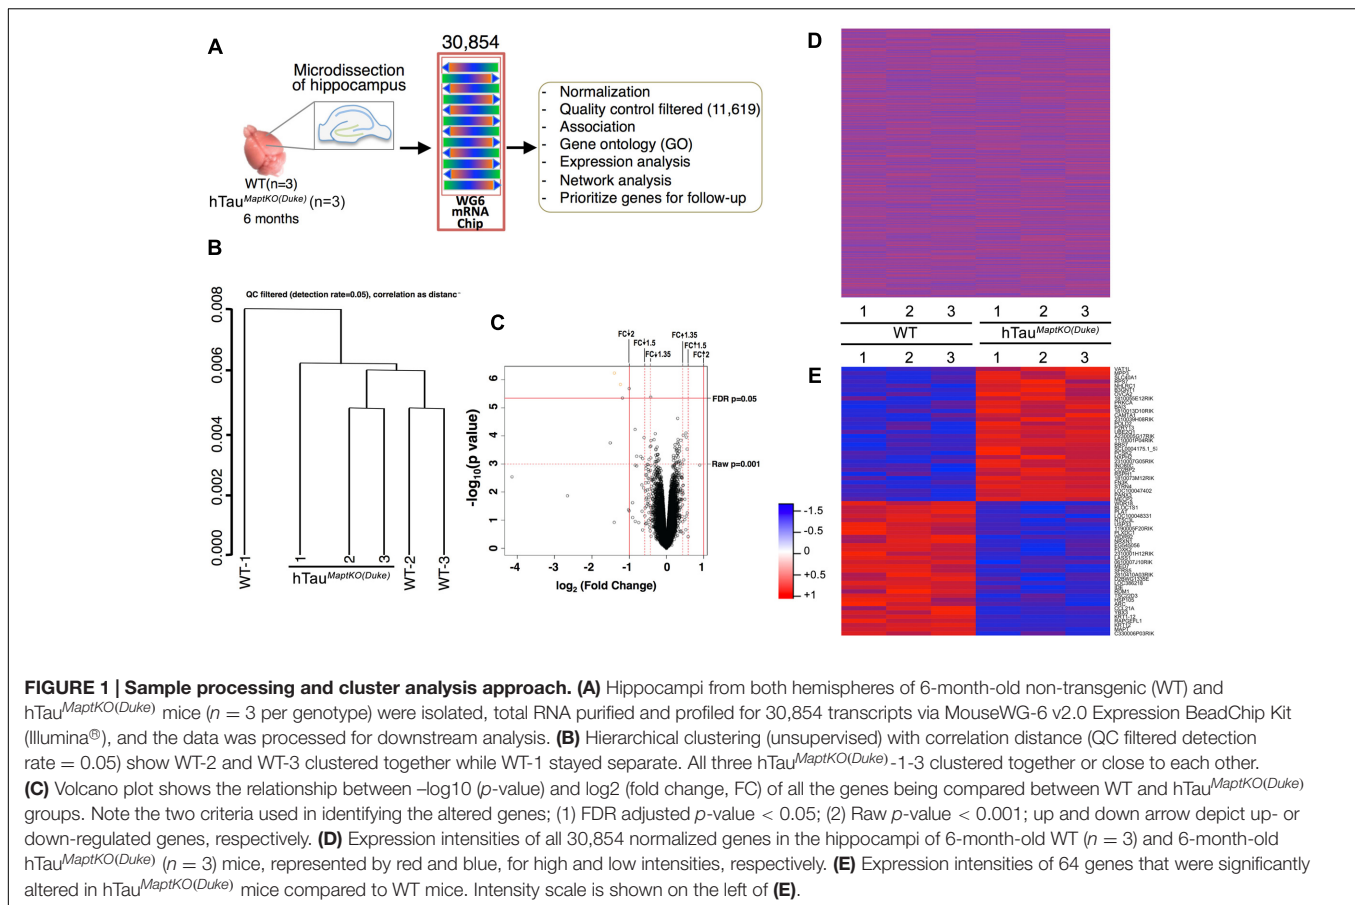 A
30,854
Microdissection
of hippocampus
WT(n=3)
hTauMaptKO(Duke) (n=3)
6 months
WG6
mRNA
Chip
- Normalization
- Quality control filtered (11,619)
- Association
- Gene ontology (GO)
- Expression analysis
- Network analysis
- Prioritize genes for follow-up
B
QC filtered (detection rate=0.05), correlation as distanc
0.008
0.006
0.004
0.002
0.000
WT-1
1
2
3
WT-2
WT-3
hTauMaptKO(Duke)
C
FC↓2
FC↓1.5
FC↓1.35
FC↑1.35
FC↑1.5
FC↑2
6
5
4
3
2
1
0
-log10(p value)
FDR p=0.05
Raw p=0.001
-4
-3
-2
-1
0
1
log2 (Fold Change)
D
1 2 3 1 2 3
WT hTauMaptKO(Duke)
1 2 3 1 2 3
E
-1.5
-0.5
0
+0.5
+1
VAT1L
C330006P03RIK
FIGURE 1 | Sample processing and cluster analysis approach. (A) Hippocampi from both hemispheres of 6-month-old non-transgenic (WT) and
hTauMaptKO(Duke) mice (n = 3 per genotype) were isolated, total RNA purified and profiled for 30,854 transcripts via MouseWG-6 v2.0 Expression BeadChip Kit
(Illumina®), and the data was processed for downstream analysis. (B) Hierarchical clustering (unsupervised) with correlation distance (QC filtered detection
rate = 0.05) show WT-2 and WT-3 clustered together while WT-1 stayed separate. All three hTauMaptKO(Duke)-1-3 clustered together or close to each other.
(C) Volcano plot shows the relationship between –log10 (p-value) and log2 (fold change, FC) of all the genes being compared between WT and hTauMaptKO(Duke)
groups. Note the two criteria used in identifying the altered genes; (1) FDR adjusted p-value < 0.05; (2) Raw p-value < 0.001; up and down arrow depict up- or
down-regulated genes, respectively. (D) Expression intensities of all 30,854 normalized genes in the hippocampi of 6-month-old WT (n = 3) and 6-month-old
hTauMaptKO(Duke) (n = 3) mice, represented by red and blue, for high and low intensities, respectively. (E) Expression intensities of 64 genes that were significantly
altered in hTauMaptKO(Duke) mice compared to WT mice. Intensity scale is shown on the left of (E).